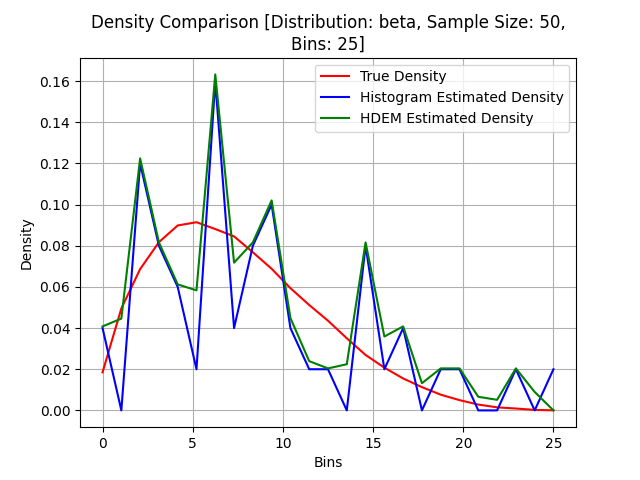 Density Comparison [Distribution: beta, Sample Size: 50,
Bins: 25]
True Density
Histogram Estimated Density
HDEM Estimated Density
Density
0.16
0.14
0.12
0.10
0.08
0.06
0.04
0.02
0.00
0 5 10 15 20 25
Bins